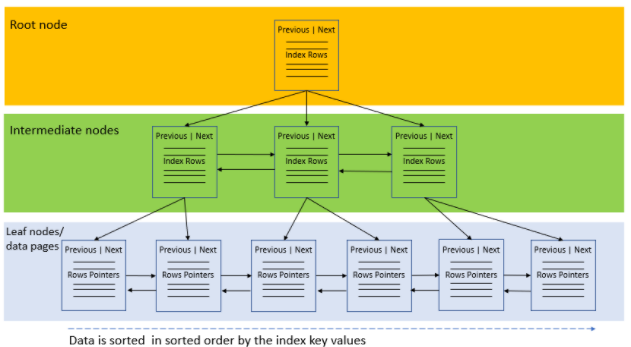 Root node
Previous | Next
Index Rows
Intermediate nodes
Previous | Next
Index Rows
Previous | Next
Index Rows
Previous | Next
Index Rows
Leaf nodes/
data pages
Previous | Next
Rows Pointers
Previous | Next
Rows Pointers
Previous | Next
Rows Pointers
Previous | Next
Rows Pointers
Previous | Next
Rows Pointers
Previous | Next
Rows Pointers
Data is sorted in sorted order by the index key values